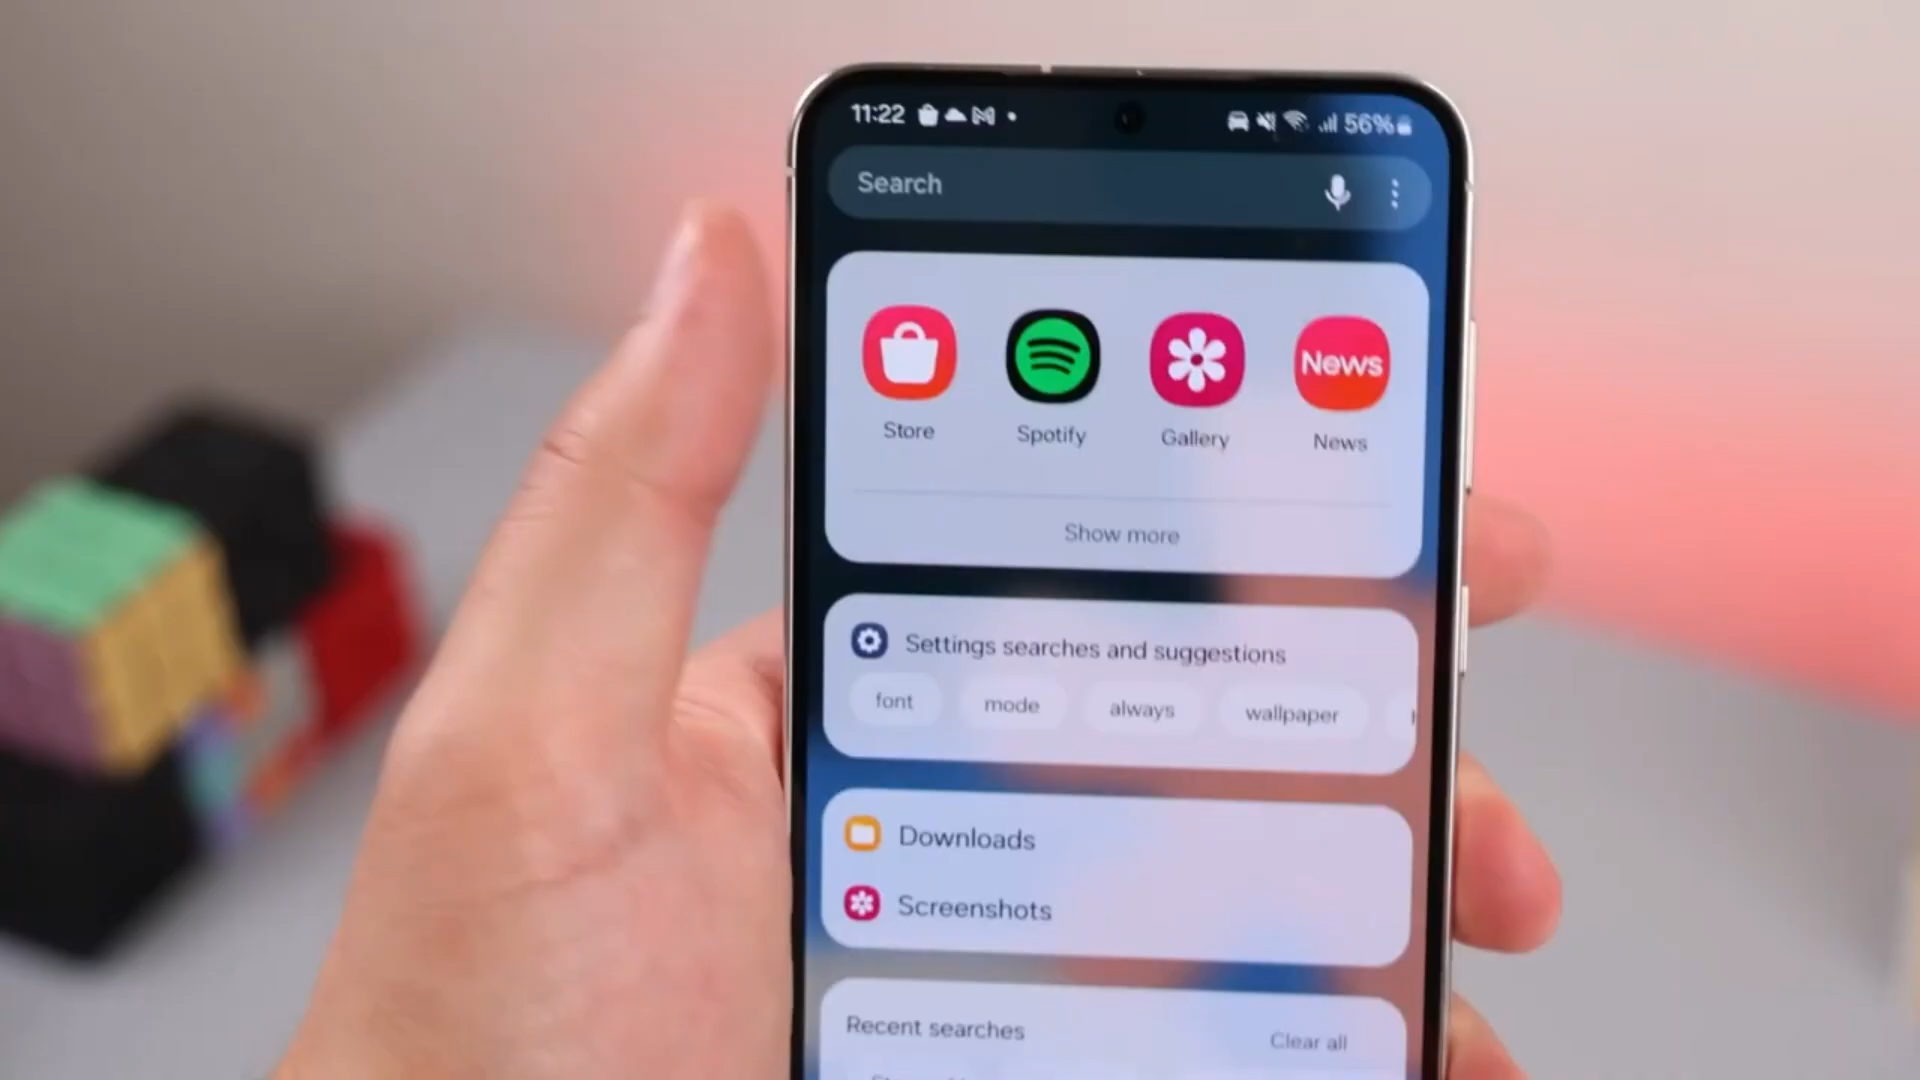 11:22 56%
Search
News
Store Spotify Gallery News
Show more
Settings searches and suggestions
font mode always wallpaper
Downloads
Screenshots
Recent searches Clear all